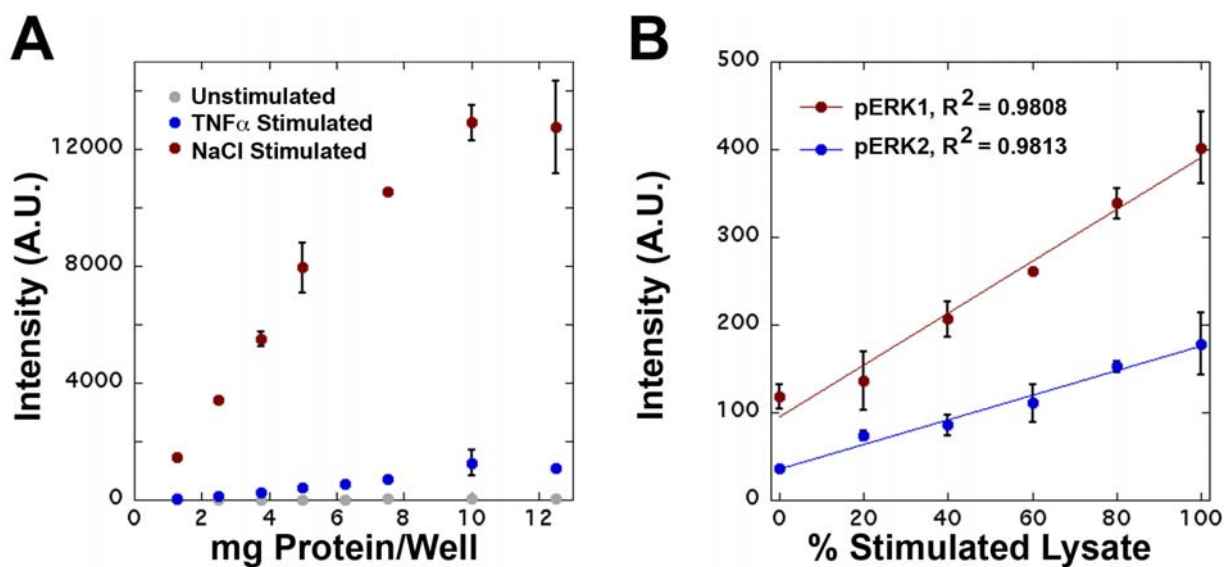 A
Intensity (A.U.)
12000
8000
4000
0
Unstimulated
TNFα Stimulated
NaCl Stimulated
0 2 4 6 8 10 12
mg Protein/Well
B
Intensity (A.U.)
500
400
300
200
100
0
pERK1, R² = 0.9808
pERK2, R² = 0.9813
0 20 40 60 80 100
% Stimulated Lysate